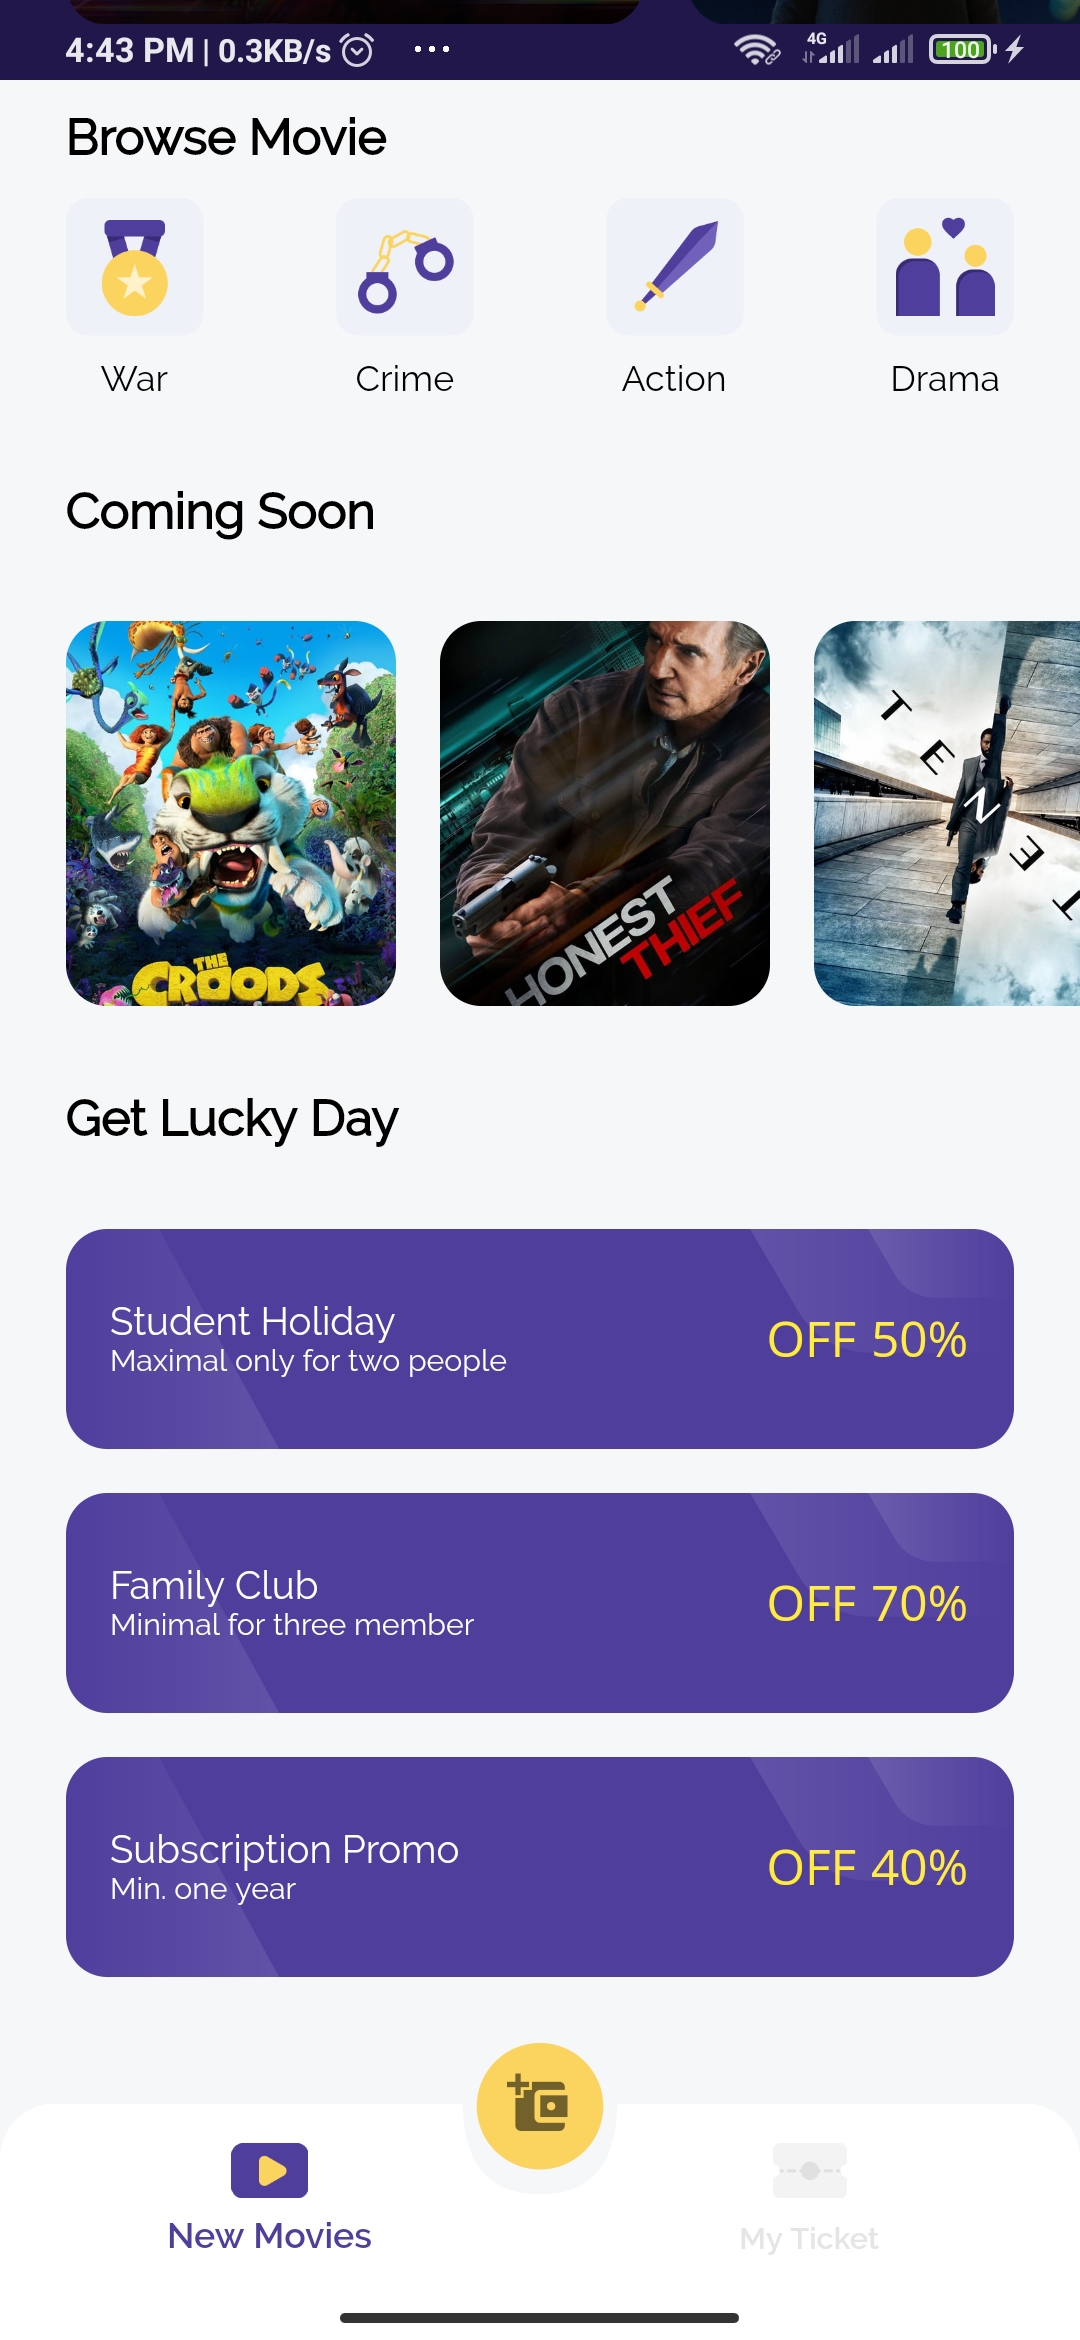 4:43 PM | 0.3KB/s
4G
100
Browse Movie
War
Crime
Action
Drama
Coming Soon
THE
CROODS
HONEST
THIEF
TENET
Get Lucky Day
Student Holiday
Maximal only for two people
OFF 50%
Family Club
Minimal for three member
OFF 70%
Subscription Promo
Min. one year
OFF 40%
New Movies
My Ticket